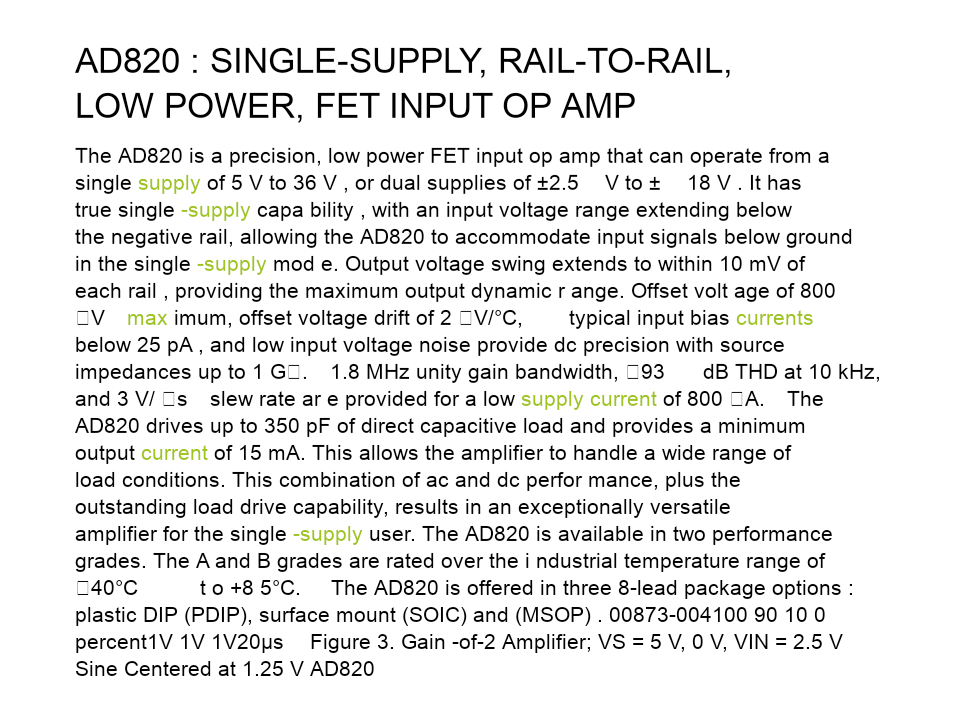 AD820 : SINGLE-SUPPLY, RAIL-TO-RAIL,
LOW POWER, FET INPUT OP AMP
The AD820 is a precision, low power FET input op amp that can operate from a
single supply of 5 V to 36 V , or dual supplies of ±2.5 V to ± 18 V . It has
true single -supply capa bility , with an input voltage range extending below
the negative rail, allowing the AD820 to accommodate input signals below ground
in the single -supply mod e. Output voltage swing extends to within 10 mV of
each rail , providing the maximum output dynamic r ange. Offset volt age of 800
□V max imum, offset voltage drift of 2 □V/°C, typical input bias currents
below 25 pA , and low input voltage noise provide dc precision with source
impedances up to 1 G□. 1.8 MHz unity gain bandwidth, □93 dB THD at 10 kHz,
and 3 V/ □s slew rate ar e provided for a low supply current of 800 □A. The
AD820 drives up to 350 pF of direct capacitive load and provides a minimum
output current of 15 mA. This allows the amplifier to handle a wide range of
load conditions. This combination of ac and dc perfor mance, plus the
outstanding load drive capability, results in an exceptionally versatile
amplifier for the single -supply user. The AD820 is available in two performance
grades. The A and B grades are rated over the i ndustrial temperature range of
□40°C t o +8 5°C. The AD820 is offered in three 8-lead package options :
plastic DIP (PDIP), surface mount (SOIC) and (MSOP) . 00873-004100 90 10 0
percent1V 1V 1V20μs Figure 3. Gain -of-2 Amplifier; VS = 5 V, 0 V, VIN = 2.5 V
Sine Centered at 1.25 V AD820